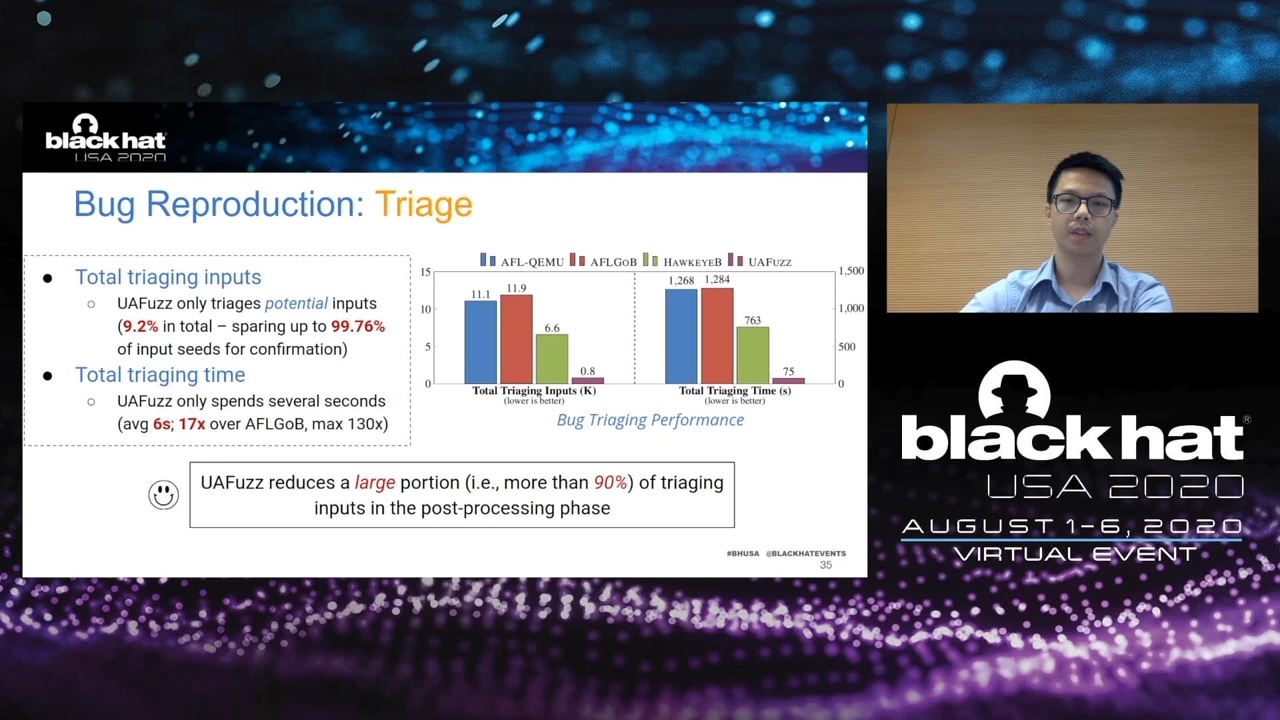 black hat
USA 2020
Bug Reproduction: Triage
● Total triaging inputs
○ UAFuzz only triages potential inputs
(9.2% in total – sparing up to 99.76%
of input seeds for confirmation)
● Total triaging time
○ UAFuzz only spends several seconds
(avg 6s; 17x over AFLGoB, max 130x)
AFL-QEMU AFLGOB HAWKEYEB UAFUZZ
15
10
5
0
11.1
11.9
6.6
0.8
1,268
1,284
763
75
1,500
1,000
500
0
Total Triaging Inputs (K)
(lower is better)
Total Triaging Time (s)
(lower is better)
Bug Triaging Performance
UAFuzz reduces a large portion (i.e., more than 90%) of triaging
inputs in the post-processing phase
#BHUSA @BLACKHATEVENTS
35
black hat®
USA 2020
AUGUST 1-6, 2020
VIRTUAL EVENT